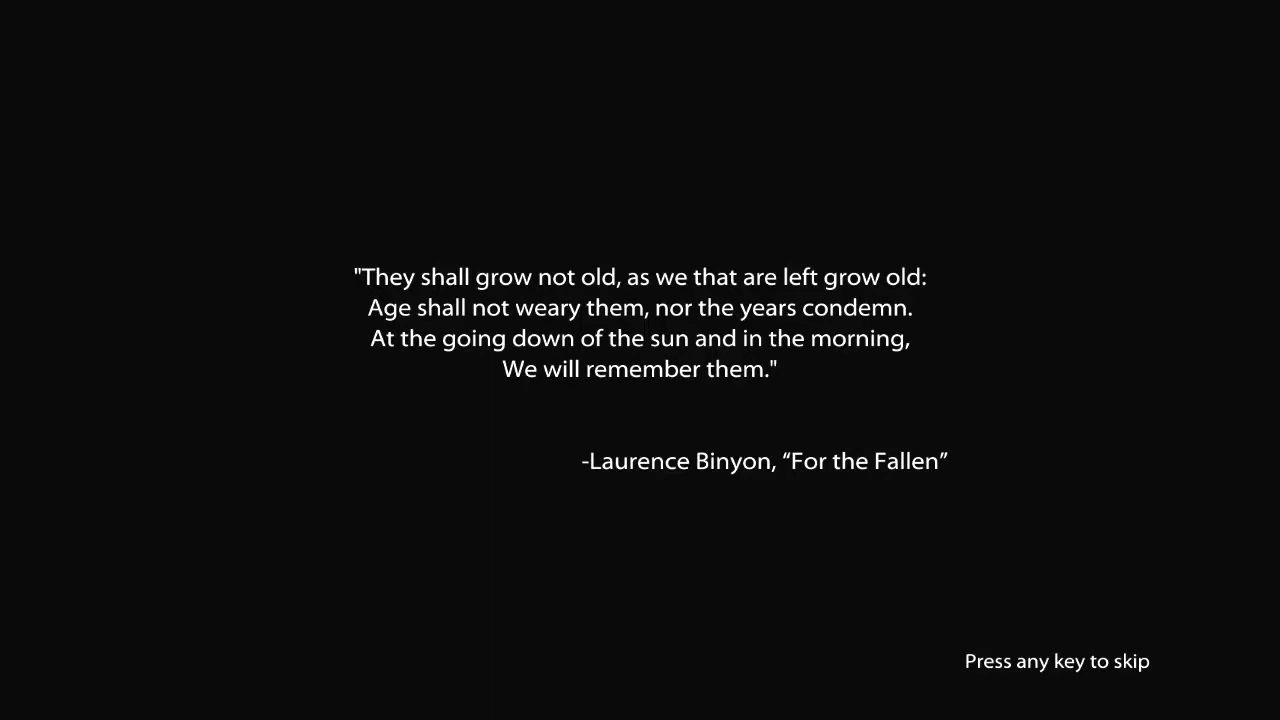 "They shall grow not old, as we that are left grow old:
Age shall not weary them, nor the years condemn.
At the going down of the sun and in the morning,
We will remember them."
-Laurence Binyon, “For the Fallen”
Press any key to skip